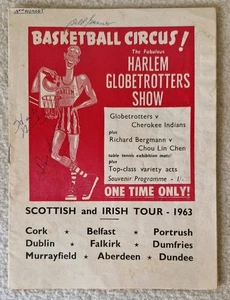 BASKETBALL CIRCUS!
The Fabulous
HARLEM
GLOBETROTTERS
SHOW
Globetrotters v
Cherokee Indians
plus
Richard Bergmann v
Chou Lin Chen
table tennis exhibition match
plus
Top-class variety acts
Souvenir Programme - 1/-
ONE TIME ONLY!
HARLEM
SCOTTISH and IRISH TOUR - 1963
Cork ★ Belfast ★ Portrush
Dublin ★ Falkirk ★ Dumfries
Murrayfield ★ Aberdeen ★ Dundee